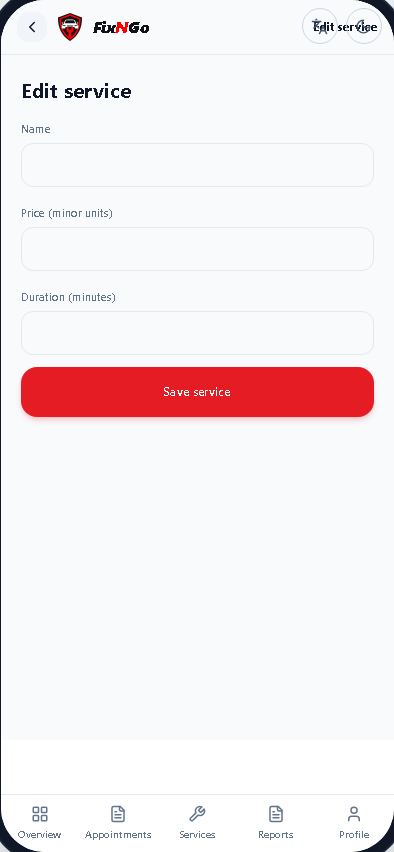 FixNGo
Edit service
Edit service
Name
Price (minor units)
Duration (minutes)
Save service
Overview
Appointments
Services
Reports
Profile